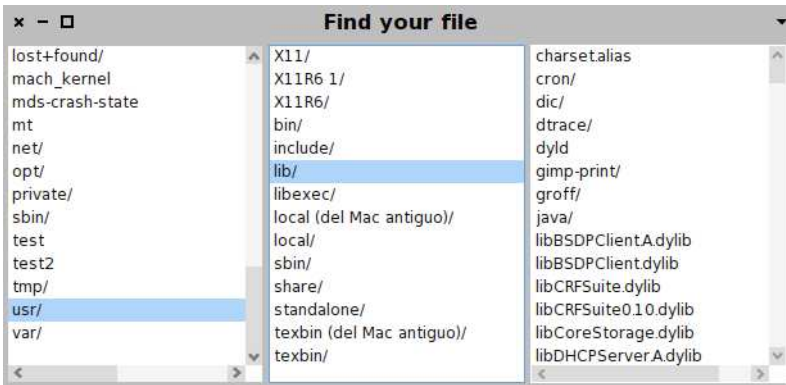 Find your file
lost+found/
mach_kernel
mds-crash-state
mt
net/
opt/
private/
sbin/
test
test2
tmp/
usr/
var/
X11/
X11R6 1/
X11R6/
bin/
include/
lib/
libexec/
local (del Mac antiguo)/
local/
sbin/
share/
standalone/
texbin (del Mac antiguo)/
texbin/
charset.alias
cron/
dic/
dtrace/
dyld
gimp-print/
groff/
java/
libBSDPClient.A.dylib
libBSDPClient.dylib
libCRFSuite.dylib
libCRFSuite0.10.dylib
libCoreStorage.dylib
libDHCPServer.A.dylib